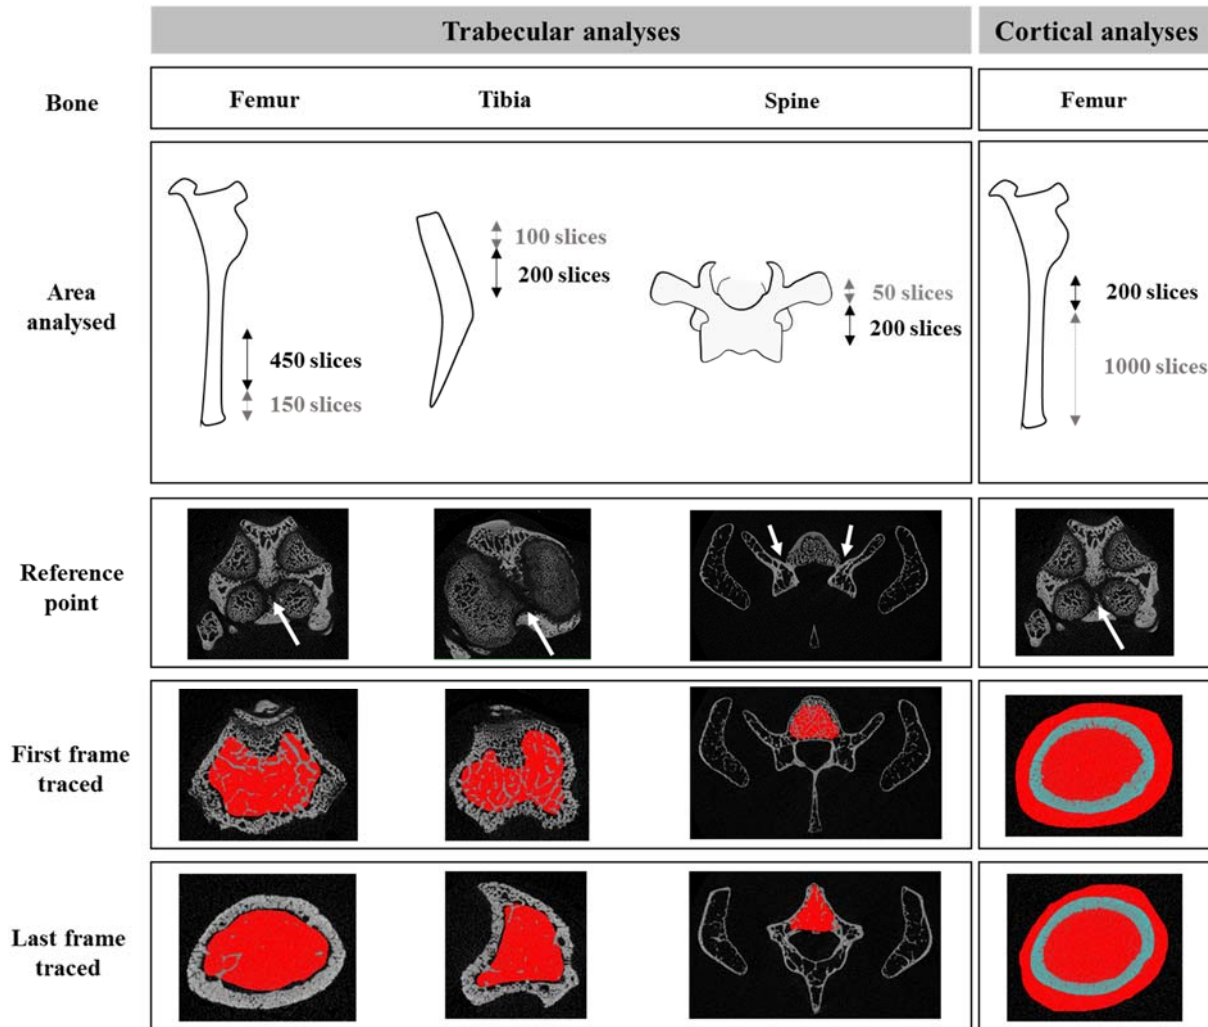 Trabecular analyses
Cortical analyses
Bone
Femur
Tibia
Spine
Femur
Area
analysed
450 slices
150 slices
100 slices
200 slices
50 slices
200 slices
200 slices
1000 slices
Reference
point
First frame
traced
Last frame
traced